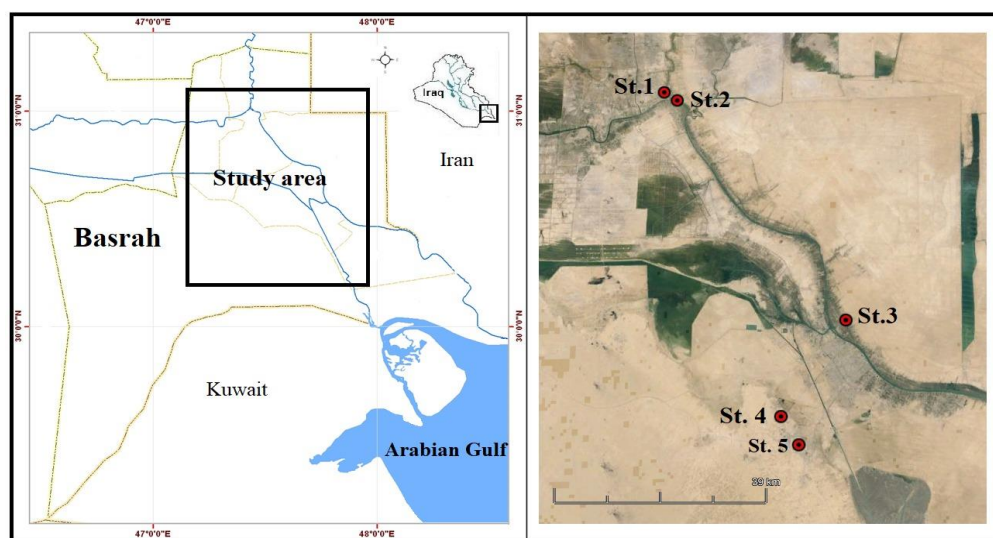 47°0'0"E
48°0'0"E
31°0'0"N
31°0'0"N
Iraq
Iran
Study area
Basrah
30°0'0"N
30°0'0"N
Kuwait
Arabian Gulf
47°0'0"E
48°0'0"E
St.1
St.2
St.3
St. 4
St. 5
39 km